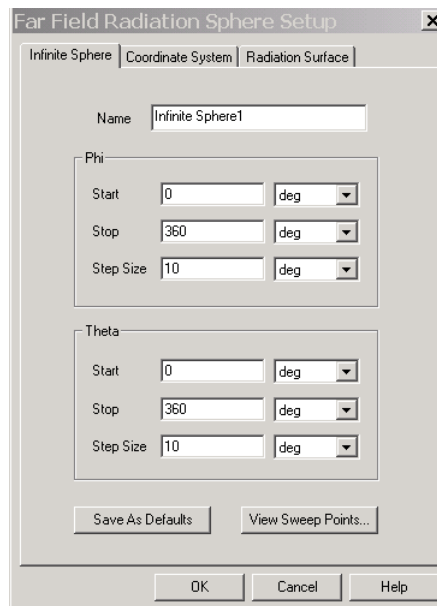 Far Field Radiation Sphere Setup
Infinite Sphere Coordinate System Radiation Surface
Name Infinite Sphere1
Phi
Start 0 deg
Stop 360 deg
Step Size 10 deg
Theta
Start 0 deg
Stop 360 deg
Step Size 10 deg
Save As Defaults View Sweep Points...
OK Cancel Help